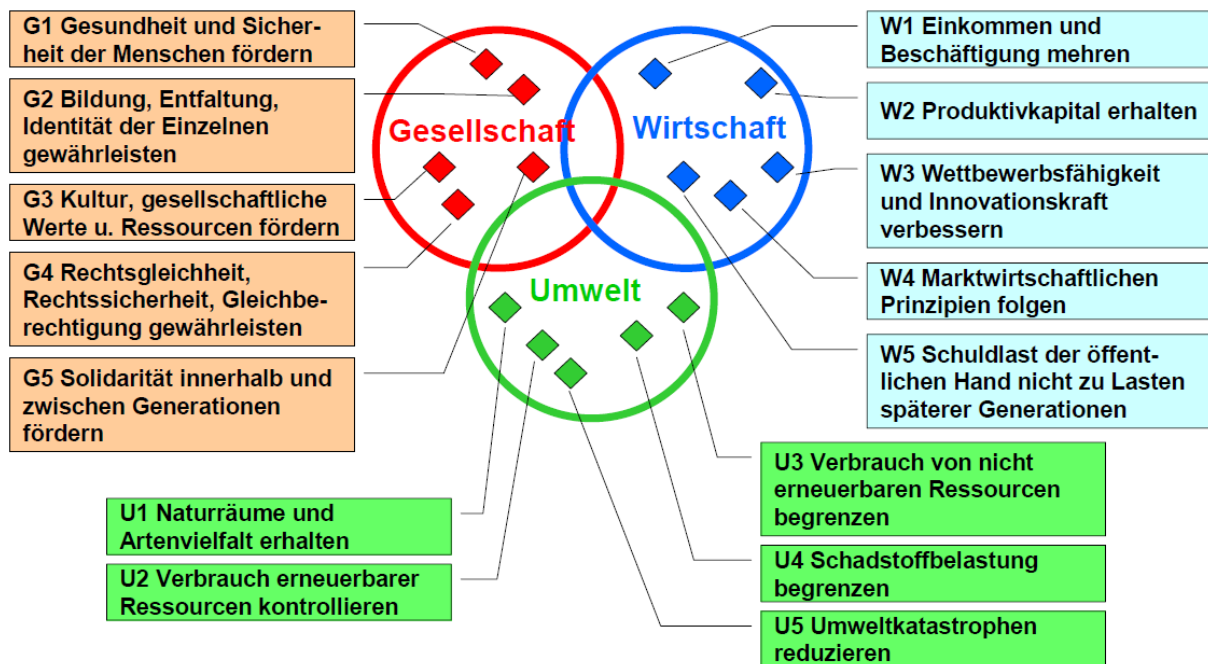 G1 Gesundheit und Sicher-
heit der Menschen fördern
G2 Bildung, Entfaltung,
Identität der Einzelnen
gewährleisten
G3 Kultur, gesellschaftliche
Werte u. Ressourcen fördern
G4 Rechtsgleichheit,
Rechtssicherheit, Gleichbe-
rechtigung gewährleisten
G5 Solidarität innerhalb und
zwischen Generationen
fördern
Gesellschaft
Wirtschaft
Umwelt
W1 Einkommen und
Beschäftigung mehren
W2 Produktivkapital erhalten
W3 Wettbewerbsfähigkeit
und Innovationskraft
verbessern
W4 Marktwirtschaftlichen
Prinzipien folgen
W5 Schuldlast der öffent-
lichen Hand nicht zu Lasten
späterer Generationen
U1 Naturräume und
Artenvielfalt erhalten
U2 Verbrauch erneuerbarer
Ressourcen kontrollieren
U3 Verbrauch von nicht
erneuerbaren Ressourcen
begrenzen
U4 Schadstoffbelastung
begrenzen
U5 Umweltkatastrophen
reduzieren